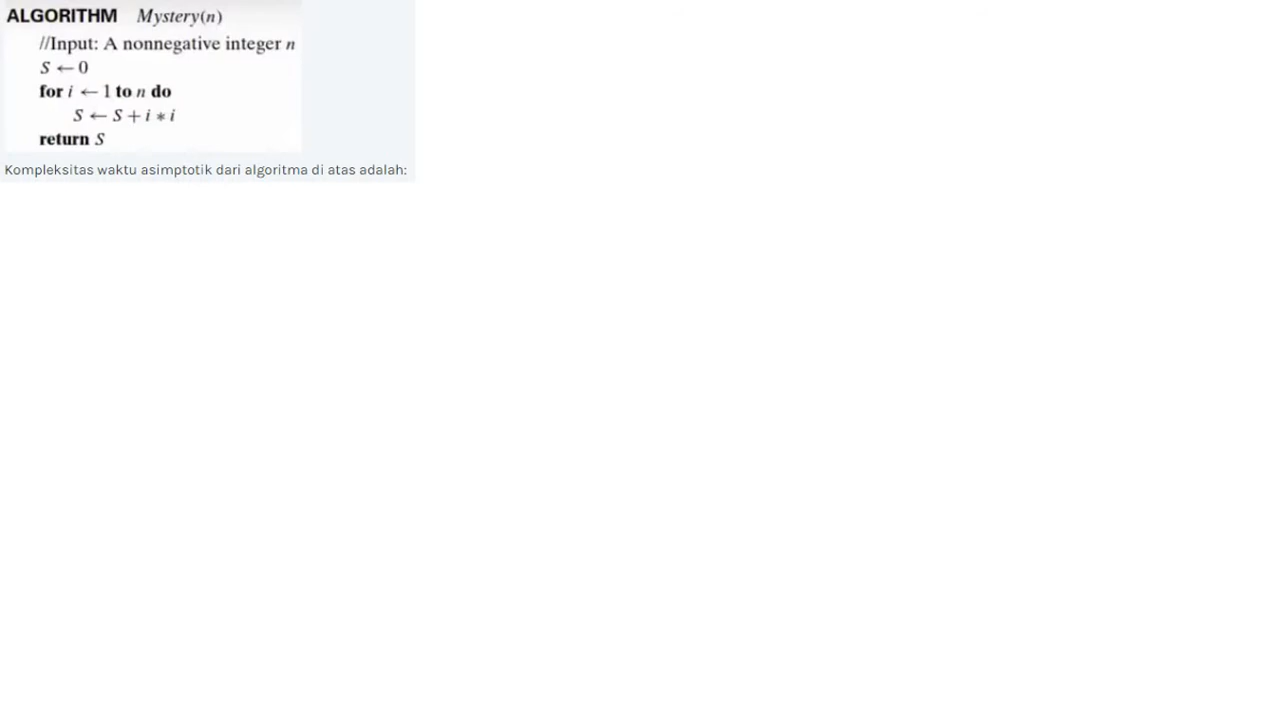 ALGORITHM Mystery(n)
//Input: A nonnegative integer n
S ← 0
for i ← 1 to n do
S ← S + i * i
return S
Kompleksitas waktu asimptotik dari algoritma di atas adalah: